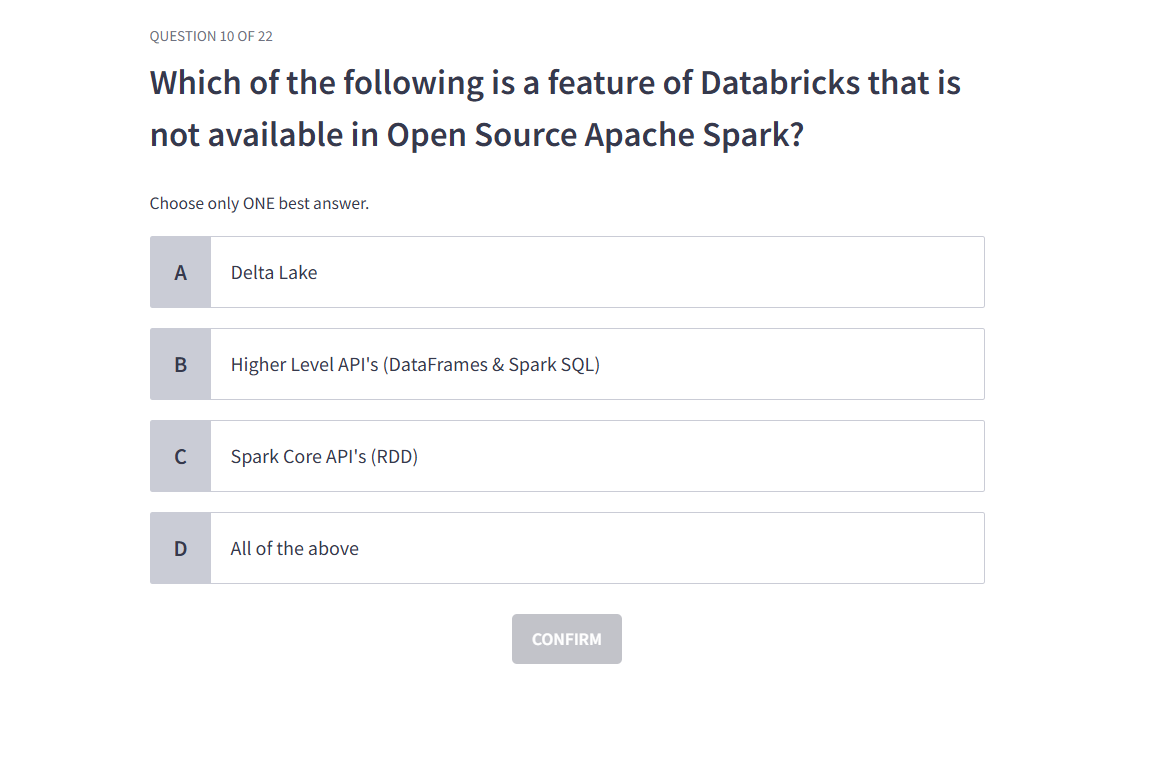 QUESTION 10 OF 22
Which of the following is a feature of Databricks that is
not available in Open Source Apache Spark?
Choose only ONE best answer.
A Delta Lake
B Higher Level API's (DataFrames & Spark SQL)
C Spark Core API's (RDD)
D All of the above
CONFIRM